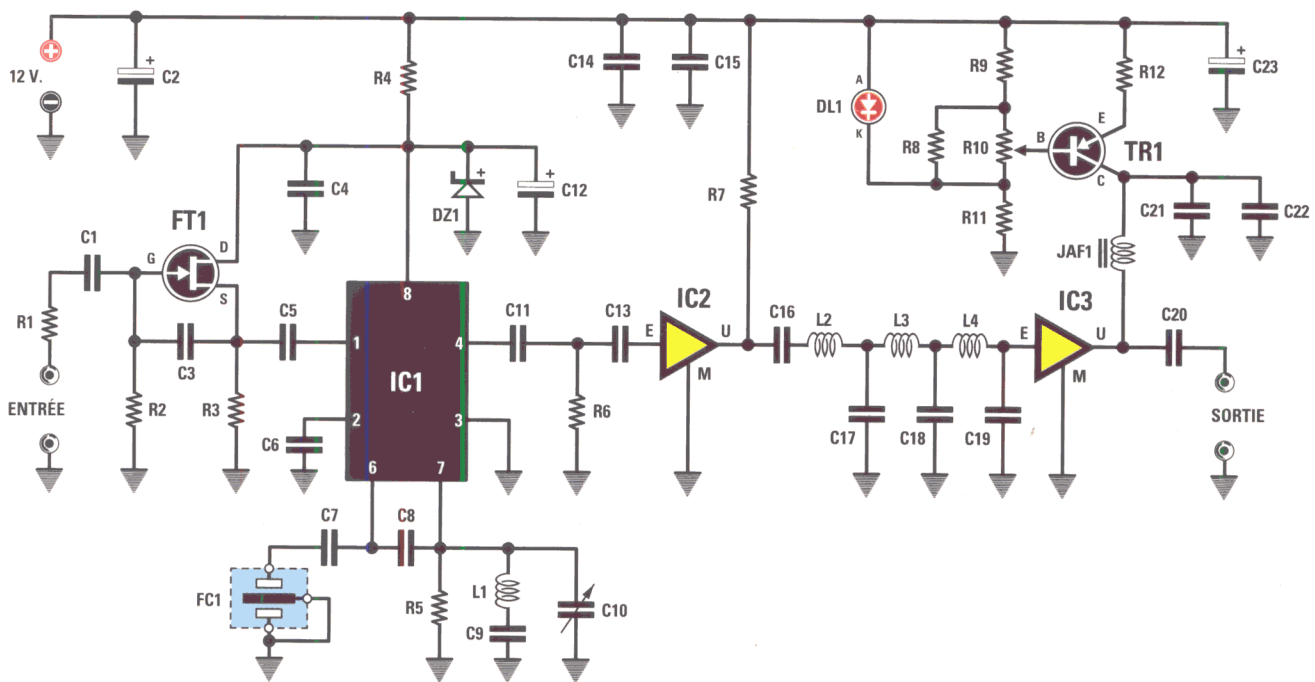 12 V.
C2
R4
C14
C15
A
DL1
K
R9
R8
R10
R11
B
E
C
TR1
R12
C23
C21
C22
JAF1
C4
DZ1
+
C12
+
+
+
R7
FT1
G
D
S
C1
R1
ENTRÉE
C3
R2
R3
C5
IC1
8
1
2
4
3
6
7
C6
C11
R6
C13
E
IC2
U
M
C16
L2
L3
L4
C17
C18
C19
E
IC3
U
M
C20
SORTIE
C7
C8
FC1
R5
L1
C9
C10